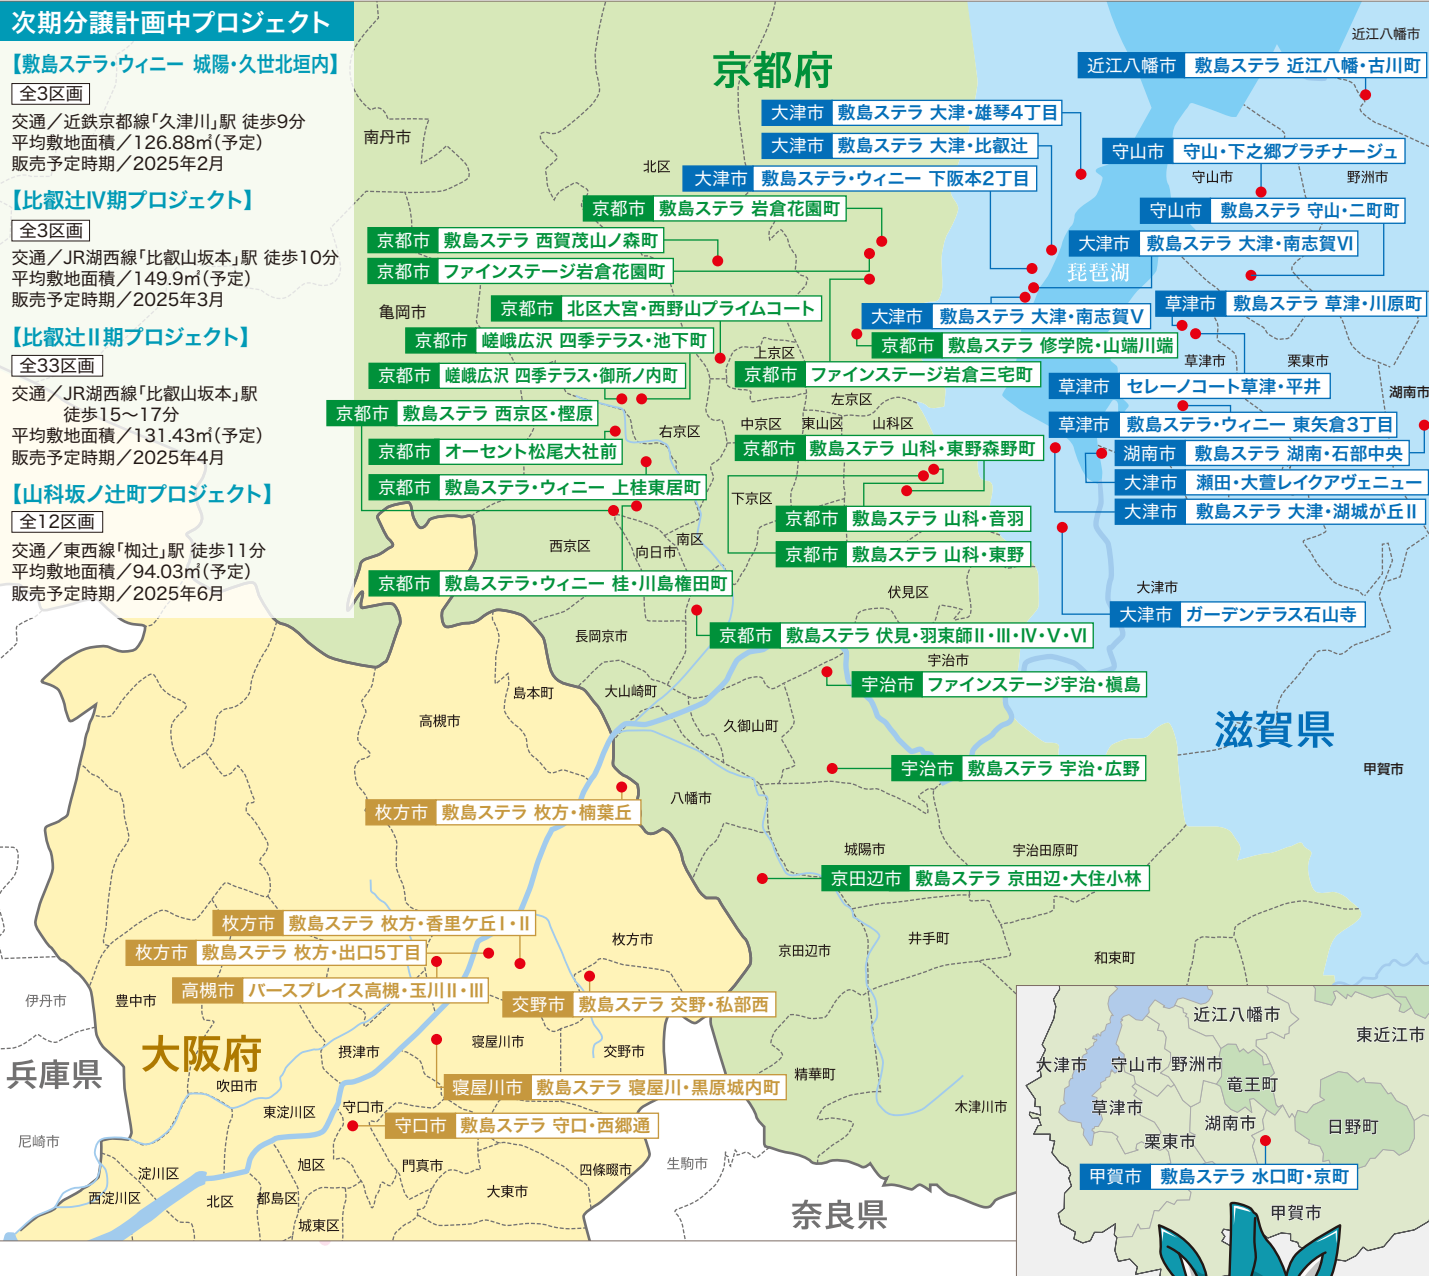 次期分譲計画中プロジェクト
【敷島ステラ・ウィニー 城陽・久世北垣内】
全3区画
交通／近鉄京都線「久津川」駅 徒歩9分
平均敷地面積／126.88㎡（予定）
販売予定時期／2025年2月
【比叡辻Ⅳ期プロジェクト】
全3区画
交通／JR湖西線「比叡山坂本」駅 徒歩10分
平均敷地面積／149.9㎡（予定）
販売予定時期／2025年3月
【比叡辻Ⅱ期プロジェクト】
全33区画
交通／JR湖西線「比叡山坂本」駅
徒歩15〜17分
平均敷地面積／131.43㎡（予定）
販売予定時期／2025年4月
【山科坂ノ辻町プロジェクト】
全12区画
交通／東西線「椥辻」駅 徒歩11分
平均敷地面積／94.03㎡（予定）
販売予定時期／2025年6月
京都府
近江八幡市
近江八幡市 敷島ステラ 近江八幡・古川町
大津市 敷島ステラ 大津・雄琴4丁目
南丹市
大津市 敷島ステラ 大津・比叡辻
守山市 守山・下之郷プラチナージュ
北区
大津市 敷島ステラ・ウィニー 下阪本2丁目
守山市
野洲市
京都市 敷島ステラ 岩倉花園町
守山市 敷島ステラ 守山・二町町
京都市 敷島ステラ 西賀茂山ノ森町
大津市 敷島ステラ 大津・南志賀Ⅵ
京都市 ファインステージ岩倉花園町
琵琶湖
亀岡市
京都市 北区大宮・西野山プライムコート
大津市 敷島ステラ 大津・南志賀Ⅴ
草津市 敷島ステラ 草津・川原町
京都市 嵯峨広沢 四季テラス・池下町
京都市 敷島ステラ 修学院・山端川端
上京区
草津市
栗東市
京都市 嵯峨広沢 四季テラス・御所ノ内町
京都市 ファインステージ岩倉三宅町
草津市 セレーノコート草津・平井
湖南市
左京区
京都市 敷島ステラ 西京区・樫原
右京区
中京区
東山区
山科区
草津市 敷島ステラ・ウィニー 東矢倉3丁目
京都市 オーセント松尾大社前
京都市 敷島ステラ 山科・東野森野町
湖南市 敷島ステラ 湖南・石部中央
京都市 敷島ステラ・ウィニー 上桂東居町
下京区
大津市 瀬田・大萱レイクアヴェニュー
京都市 敷島ステラ 山科・音羽
大津市 敷島ステラ 大津・湖城が丘Ⅱ
西京区
向日市
南区
京都市 敷島ステラ 山科・東野
京都市 敷島ステラ・ウィニー 桂・川島権田町
伏見区
大津市
大津市 ガーデンテラス石山寺
長岡京市
京都市 敷島ステラ 伏見・羽束師Ⅱ・Ⅲ・Ⅳ・Ⅴ・Ⅵ
宇治市
宇治市 ファインステージ宇治・槇島
島本町
大山崎町
高槻市
久御山町
滋賀県
宇治市 敷島ステラ 宇治・広野
甲賀市
八幡市
枚方市 敷島ステラ 枚方・楠葉丘
城陽市
宇治田原町
京田辺市 敷島ステラ 京田辺・大住小林
枚方市 敷島ステラ 枚方・香里ケ丘Ⅰ・Ⅱ
枚方市
井手町
枚方市 敷島ステラ 枚方・出口5丁目
京田辺市
和束町
高槻市 バースプレイス高槻・玉川Ⅱ・Ⅲ
伊丹市
豊中市
交野市 敷島ステラ 交野・私部西
近江八幡市
東近江市
大阪府
摂津市
寝屋川市
交野市
兵庫県
大津市
守山市
野洲市
精華町
竜王町
吹田市
寝屋川市 敷島ステラ 寝屋川・黒原城内町
東淀川区
守口市
木津川市
草津市
湖南市
日野町
守口市 敷島ステラ 守口・西郷通
尼崎市
栗東市
淀川区
旭区
門真市
四條畷市
生駒市
甲賀市 敷島ステラ 水口町・京町
西淀川区
北区
都島区
大東市
奈良県
甲賀市
城東区